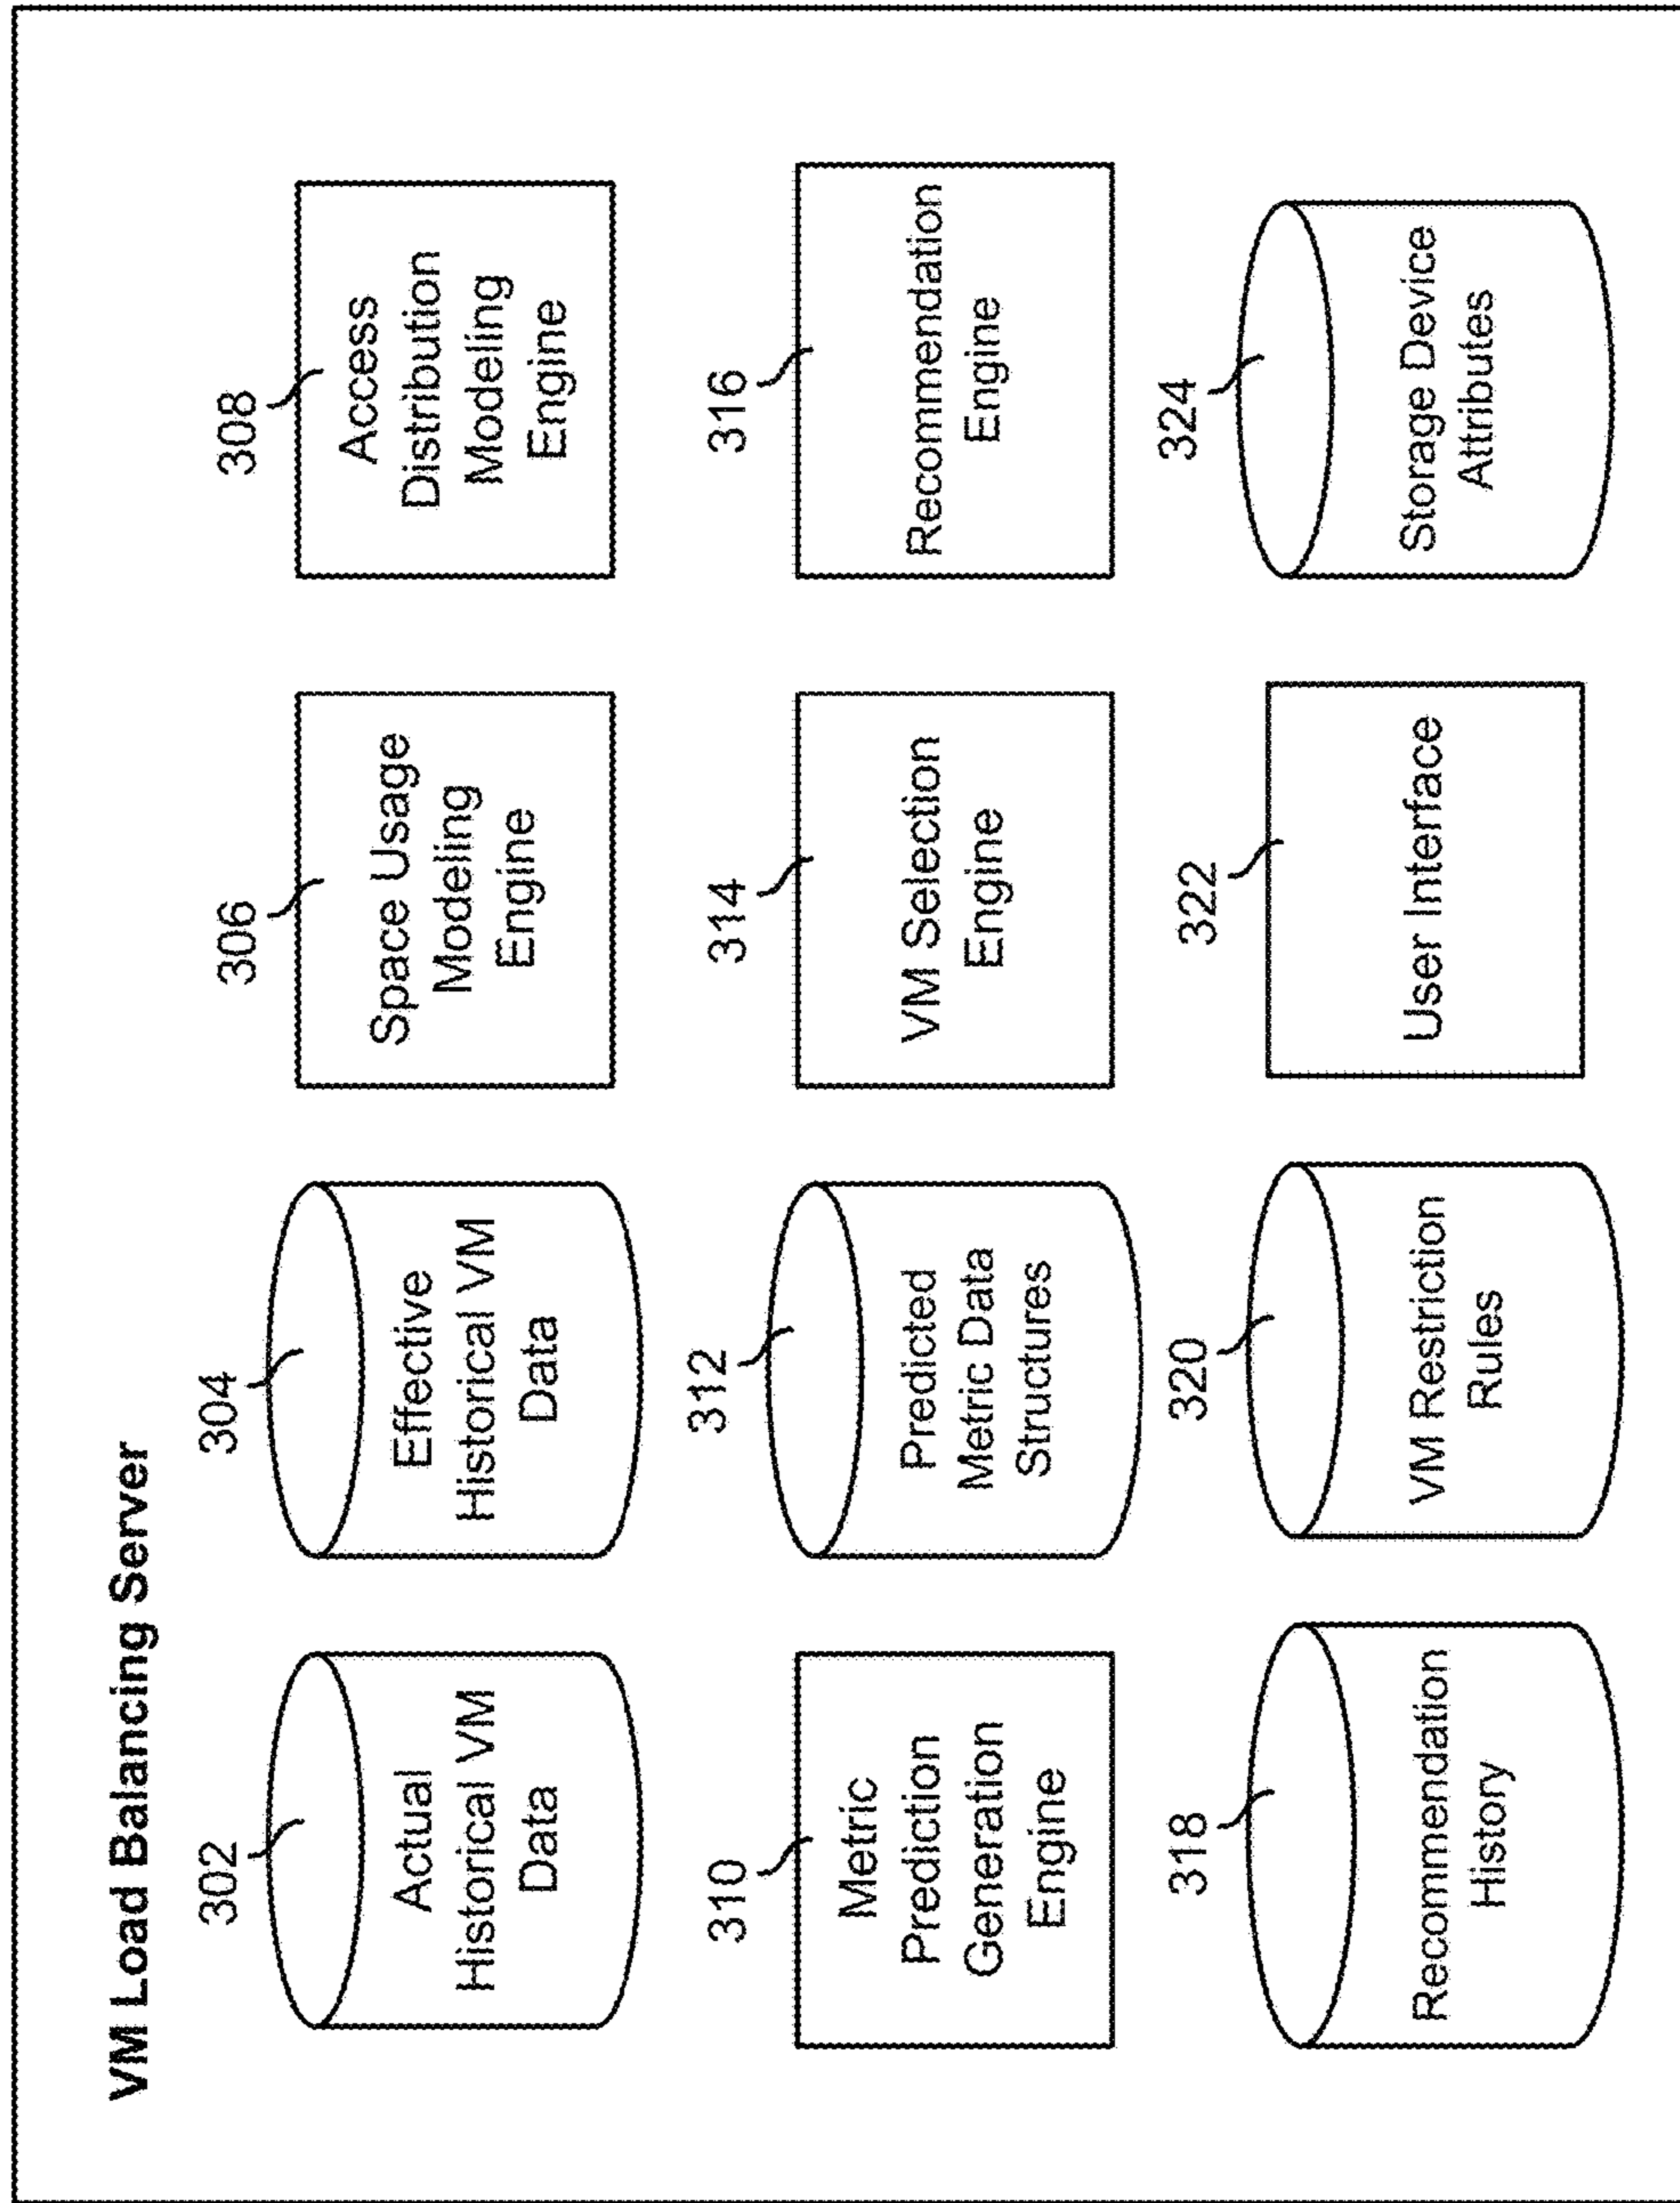 VM Load Balancing Server
302
Actual
Historical VM
Data
304
Effective
Historical VM
Data
306
Space Usage
Modeling
Engine
308
Access
Distribution
Modeling
Engine
310
Metric
Prediction
Generation
Engine
312
Predicted
Metric Data
Structures
314
VM Selection
Engine
316
Recommendation
Engine
318
Recommendation
History
320
VM Restriction
Rules
322
User Interface
324
Storage Device
Attributes